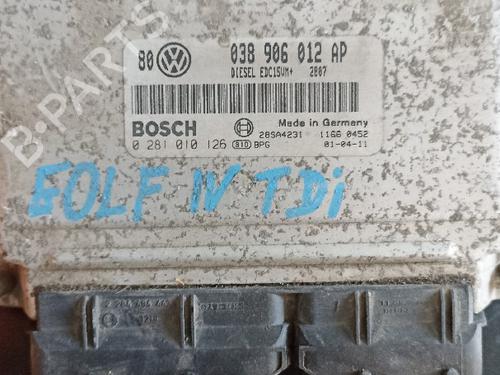 80 038 906 012 AP
DIESEL EDC15VM+ 2807
BOSCH Made in Germany
28SA4231 1166 0452
0 281 010 126 BPG 01-04-11
GOLF IV TDi
B-PARTS